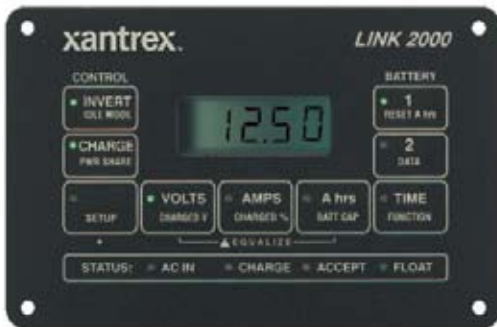 xantrex.
LINK 2000
CONTROL
BATTERY
INVERT
IDLE MODE
12.50
1
RESET A hrs
CHARGE
PWR SHARE
2
DATA
SETUP
VOLTS
CHARGED V
AMPS
CHARGED %
A hrs
BATT CAP
TIME
FUNCTION
EQUALIZE
STATUS: AC IN CHARGE ACCEPT FLOAT